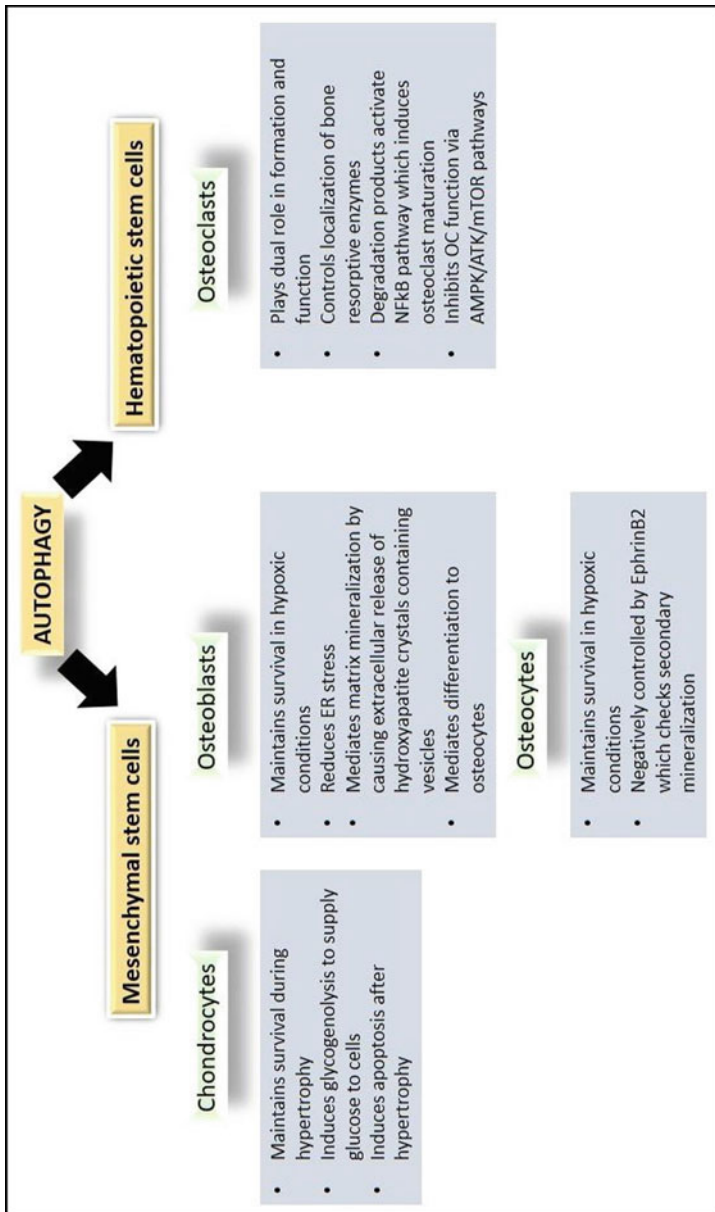 AUTOPHAGY
Mesenchymal stem cells
Hematopoietic stem cells
Chondrocytes
• Maintains survival during
hypertrophy
• Induces glycogenolysis to supply
glucose to cells
• Induces apoptosis after
hypertrophy
Osteoblasts
• Maintains survival in hypoxic
conditions
• Reduces ER stress
• Mediates matrix mineralization by
causing extracellular release of
hydroxyapatite crystals containing
vesicles
• Mediates differentiation to
osteocytes
Osteocytes
• Maintains survival in hypoxic
conditions
• Negatively controlled by EphrinB2
which checks secondary
mineralization
Osteoclasts
• Plays dual role in formation and
function
• Controls localization of bone
resorptive enzymes
• Degradation products activate
NFkB pathway which induces
osteoclast maturation
• Inhibits OC function via
AMPK/ATK/mTOR pathways